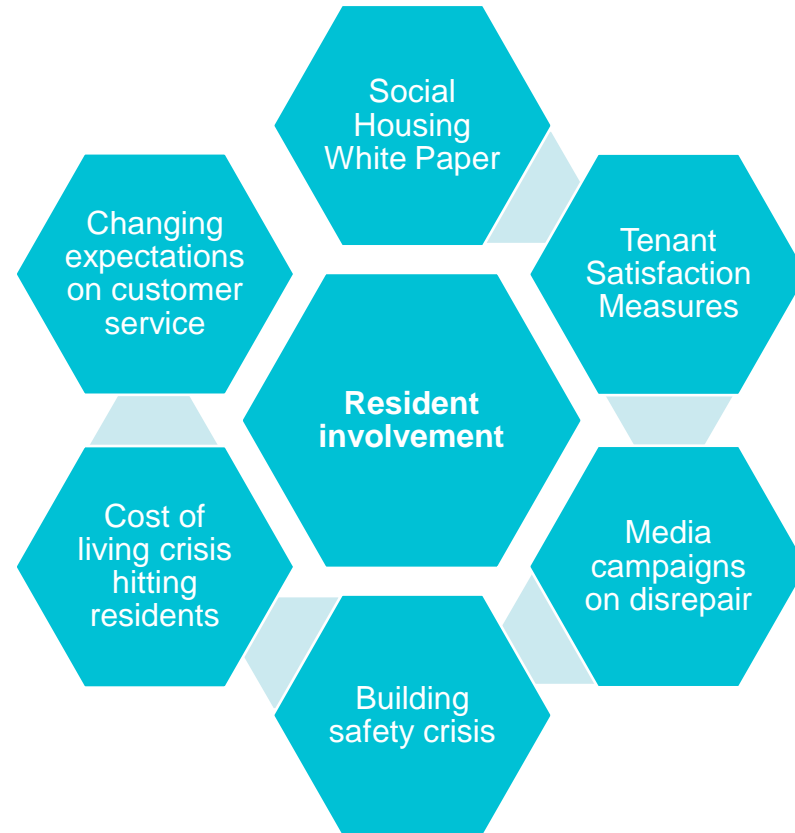 Social
Housing
White Paper
Tenant
Satisfaction
Measures
Media
campaigns
on disrepair
Building
safety crisis
Cost of
living crisis
hitting
residents
Changing
expectations
on customer
service
Resident
involvement